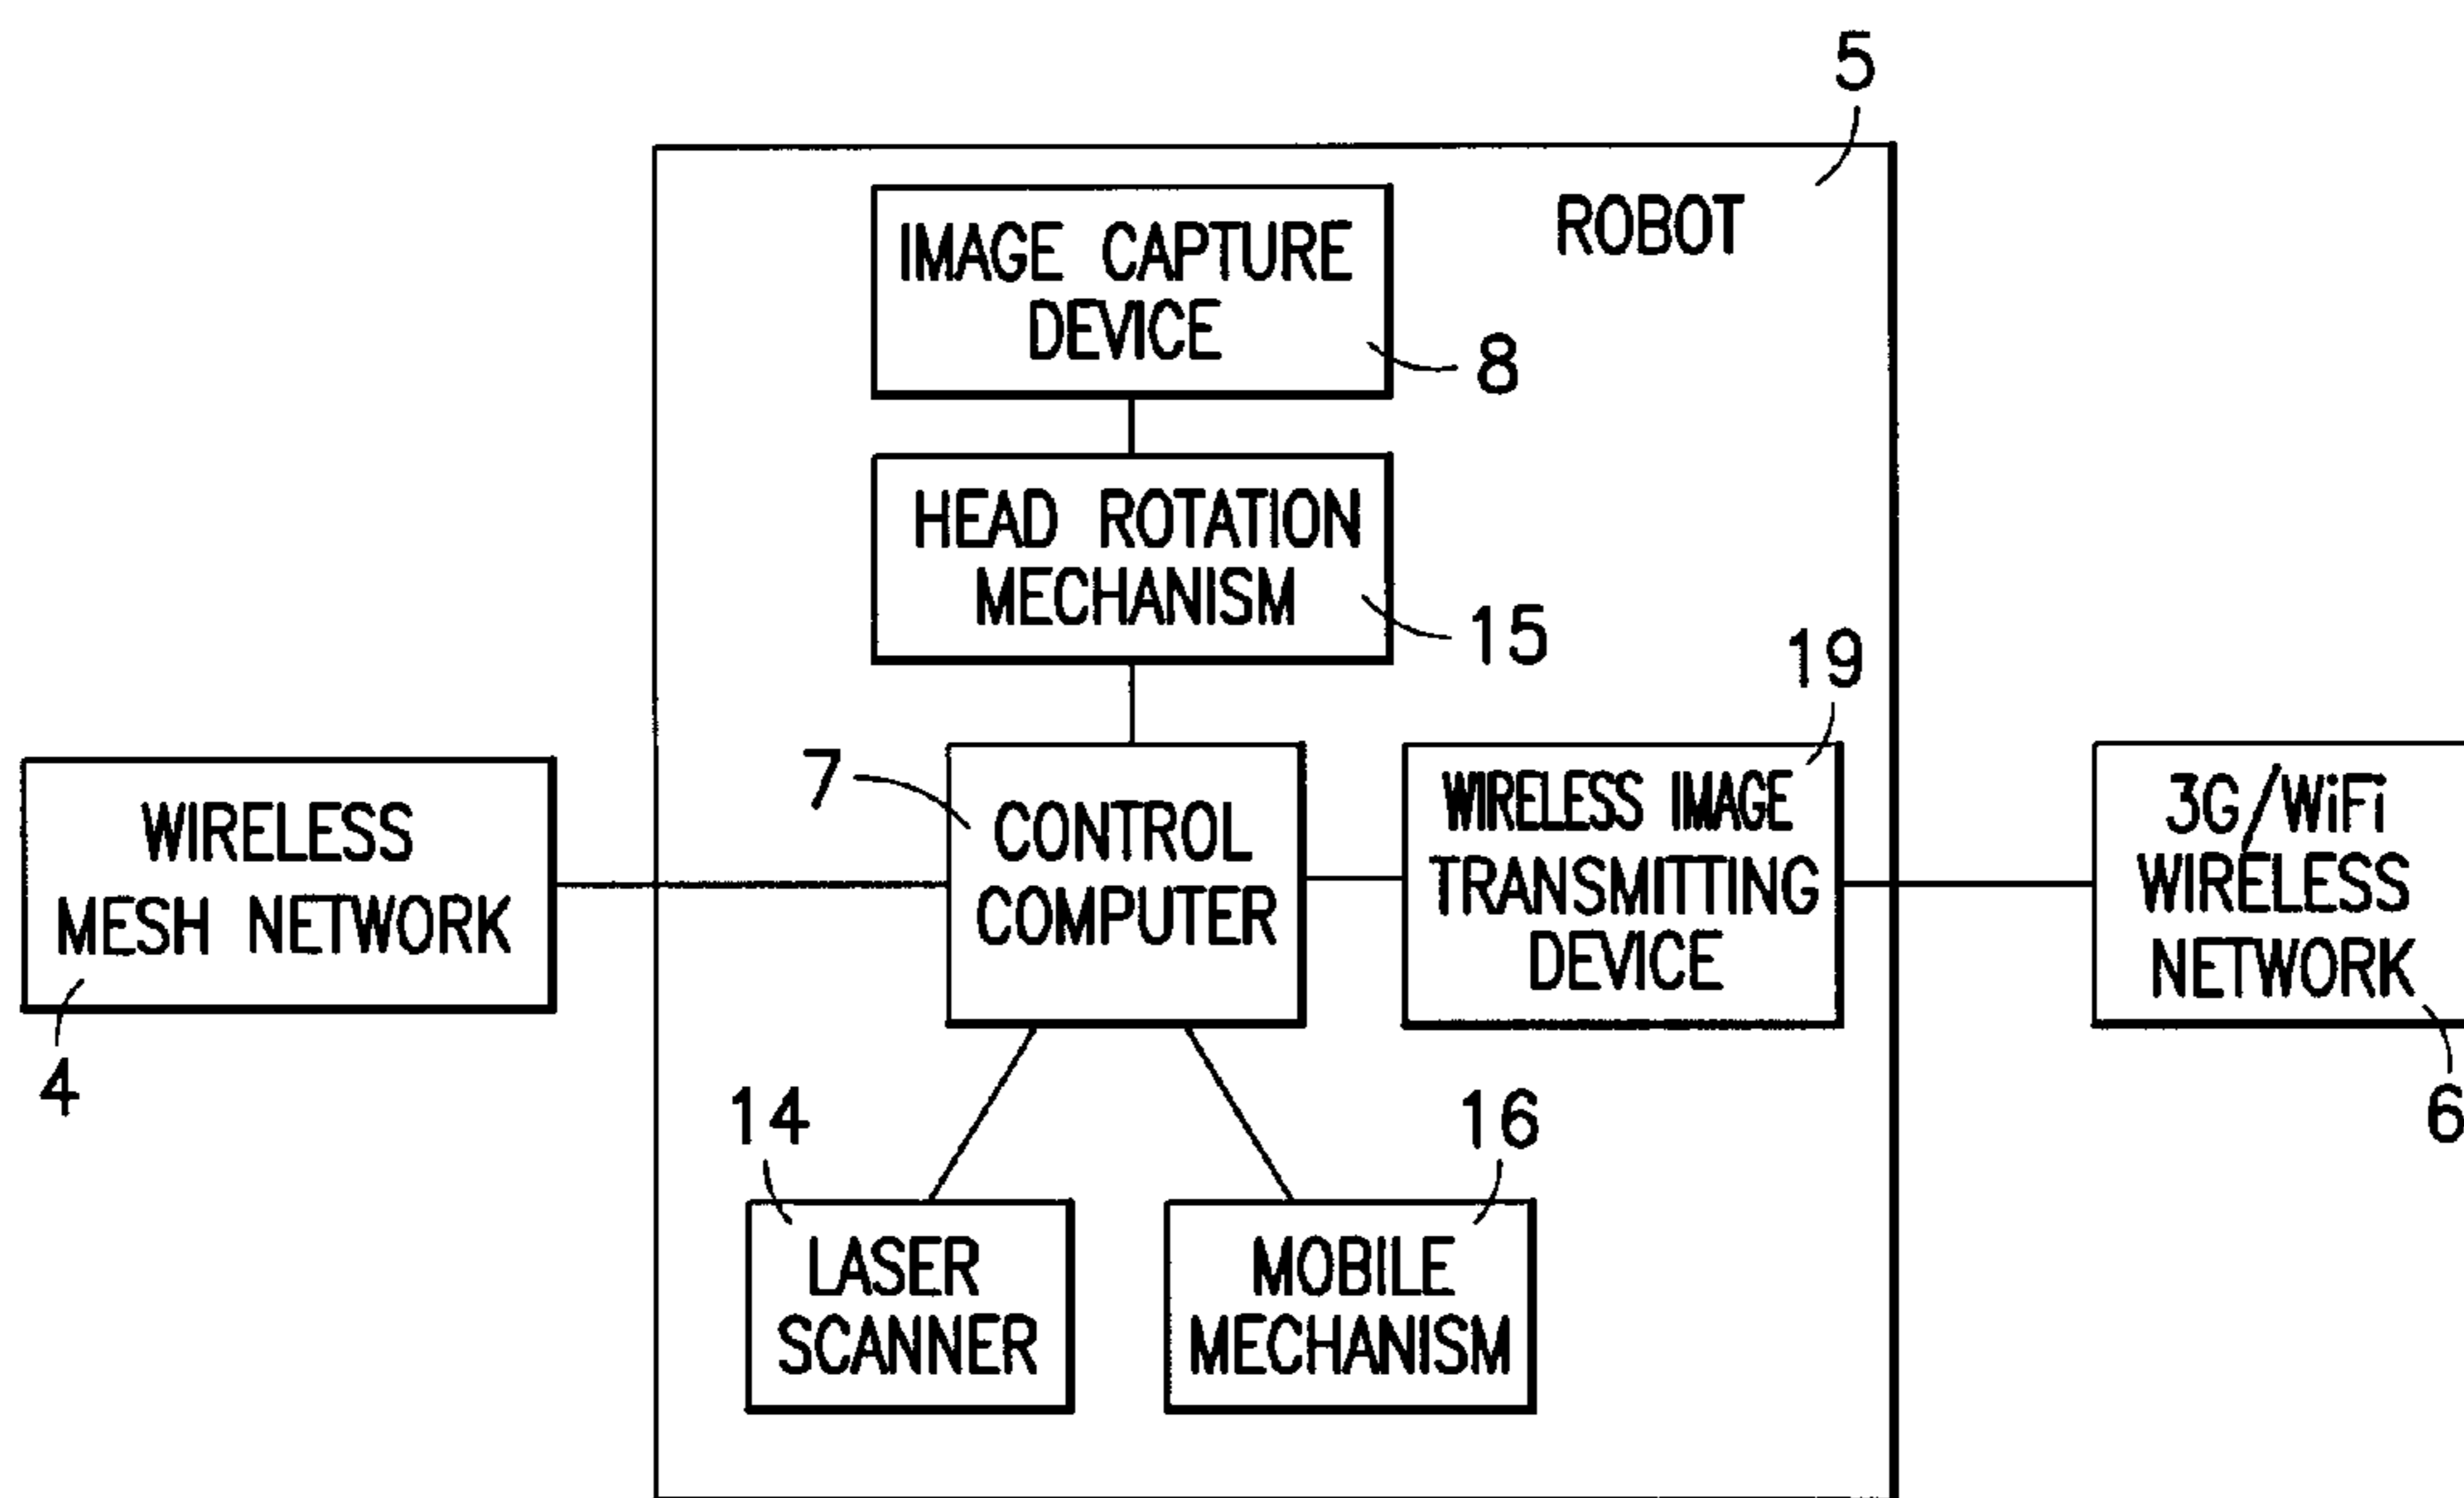 5
ROBOT
IMAGE CAPTURE
DEVICE
8
HEAD ROTATION
MECHANISM
15
19
7
WIRELESS
MESH NETWORK
4
CONTROL
COMPUTER
WIRELESS IMAGE
TRANSMITTING
DEVICE
3G/WiFi
WIRELESS
NETWORK
6
14
16
LASER
SCANNER
MOBILE
MECHANISM